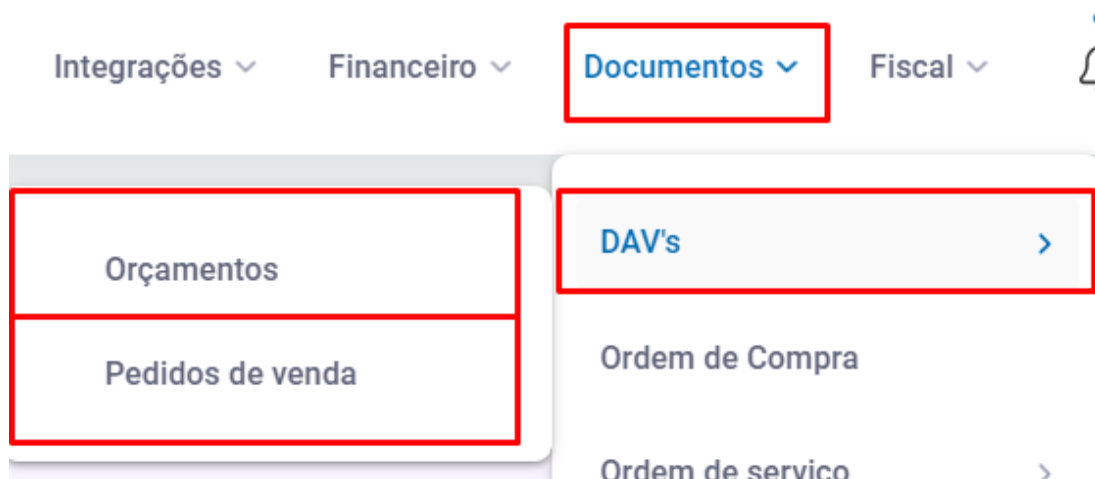 Integrações Financeiro Documentos Fiscal
DAV's
Orçamentos
Ordem de Compra
Pedidos de venda
Ordem de serviço